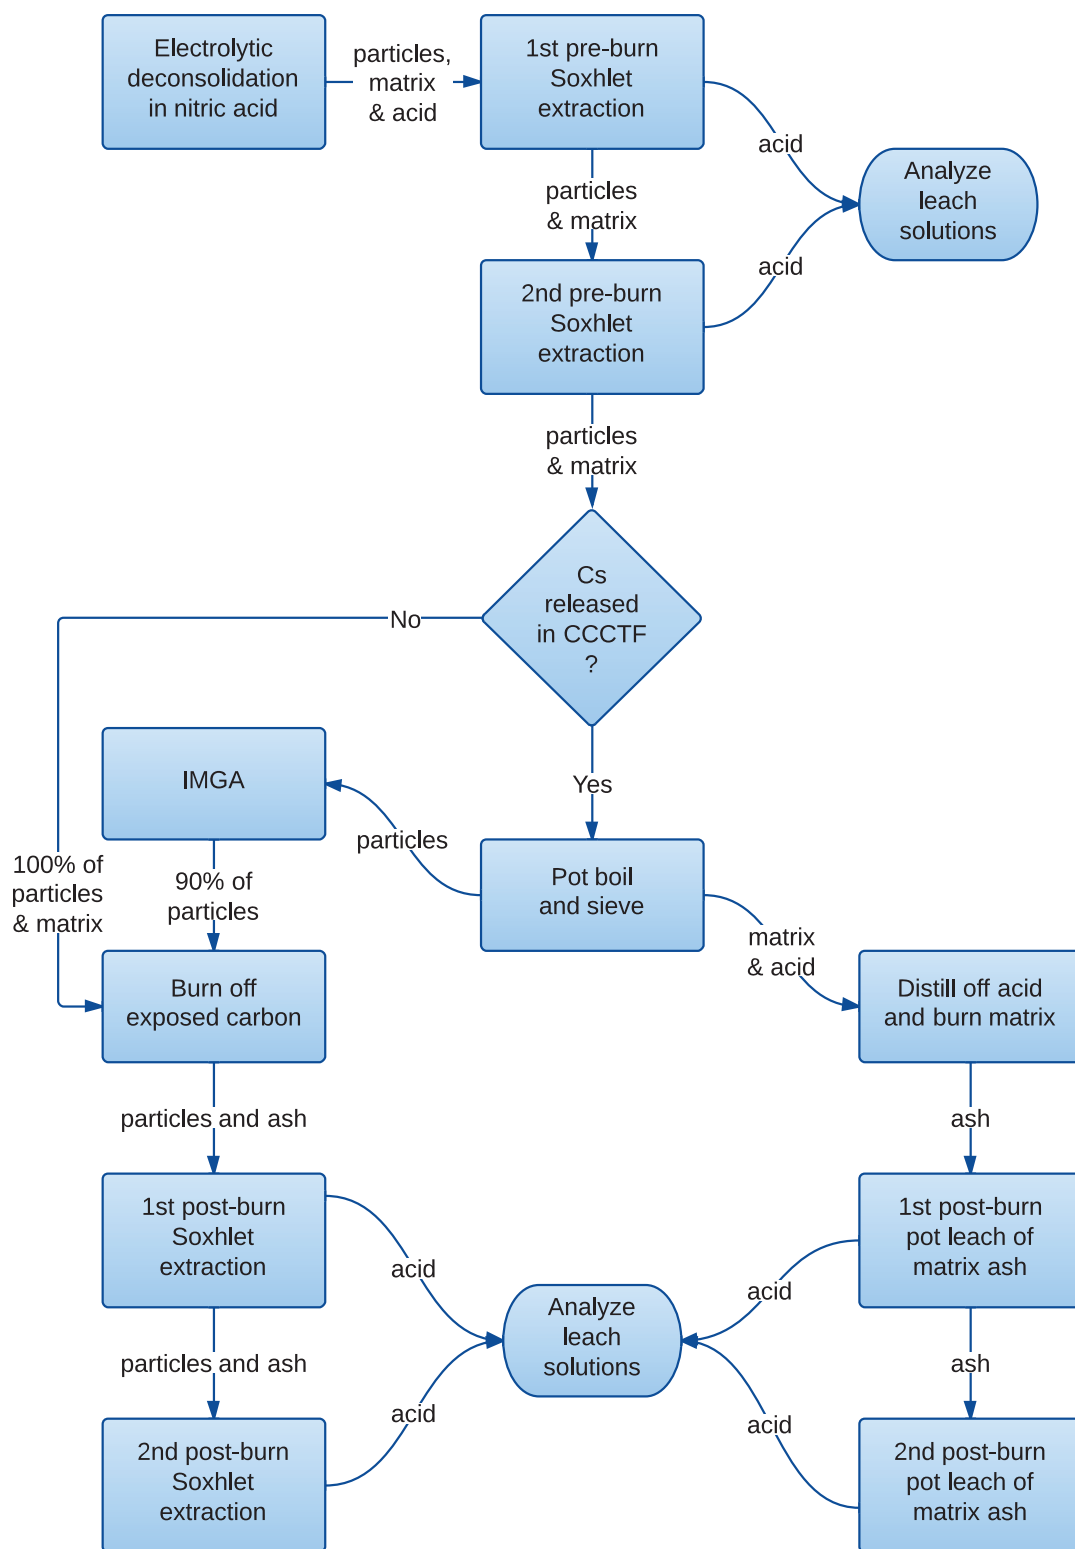 Electrolytic
deconsolidation
in nitric acid
particles,
matrix
& acid
1st pre-burn
Soxhlet
extraction
acid
Analyze
leach
solutions
particles
& matrix
acid
2nd pre-burn
Soxhlet
extraction
particles
& matrix
Cs
released
in CCCTF
?
No
Yes
IMGA
particles
Pot boil
and sieve
100% of
particles
& matrix
90% of
particles
matrix
& acid
Burn off
exposed carbon
Distill off acid
and burn matrix
particles and ash
ash
1st post-burn
Soxhlet
extraction
acid
Analyze
leach
solutions
acid
1st post-burn
pot leach of
matrix ash
particles and ash
ash
acid
acid
2nd post-burn
Soxhlet
extraction
2nd post-burn
pot leach of
matrix ash